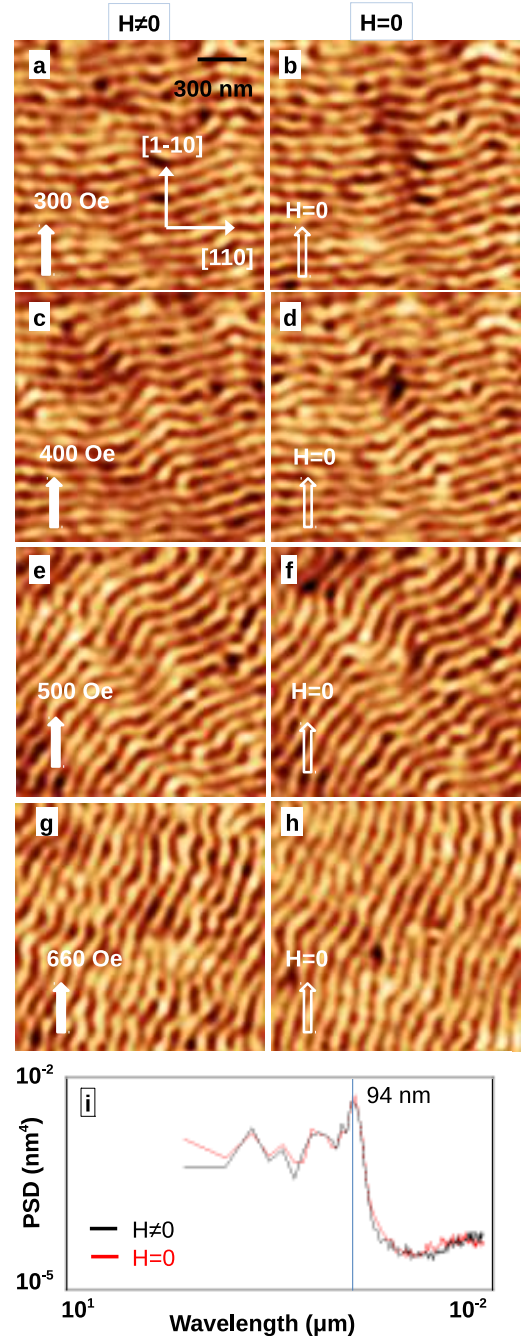 H≠0 H=0
a b
300 nm
[1-10]
300 Oe H=0
[110]
c d
400 Oe H=0
e f
500 Oe H=0
g h
660 Oe H=0
10-2
i 94 nm
PSD (nm4)
H≠0
H=0
10-5
101 Wavelength (μm) 10-2